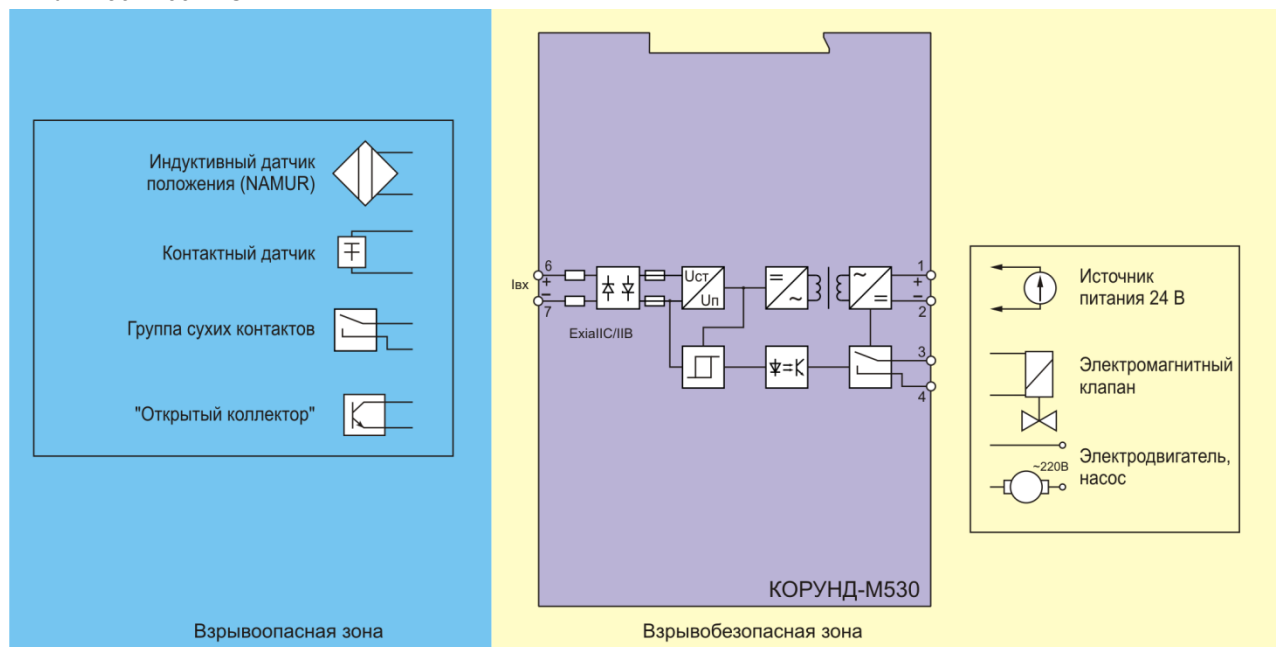 Индуктивный датчик
положения (NAMUR)
Контактный датчик
Группа сухих контактов
"Открытый коллектор"
Взрывоопасная зона
Iвх
6
+
–
7
ExiaIIC/IIB
Uст
Uп
=
~
~
=
1
+
–
2
3
4
КОРУНД-М530
Взрывобезопасная зона
Источник
питания 24 В
Электромагнитный
клапан
~220В
Электродвигатель,
насос